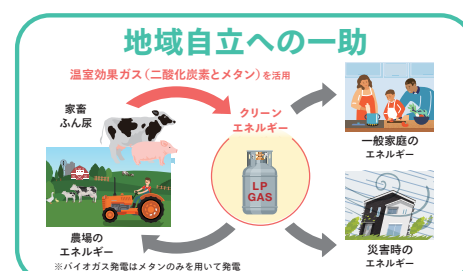 地域自立への一助
温室効果ガス(二酸化炭素とメタン)を活用
家畜
ふん尿
クリーン
エネルギー
LP
GAS
一般家庭の
エネルギー
農場の
エネルギー
災害時の
エネルギー
※バイオガス発電はメタンのみを用いて発電